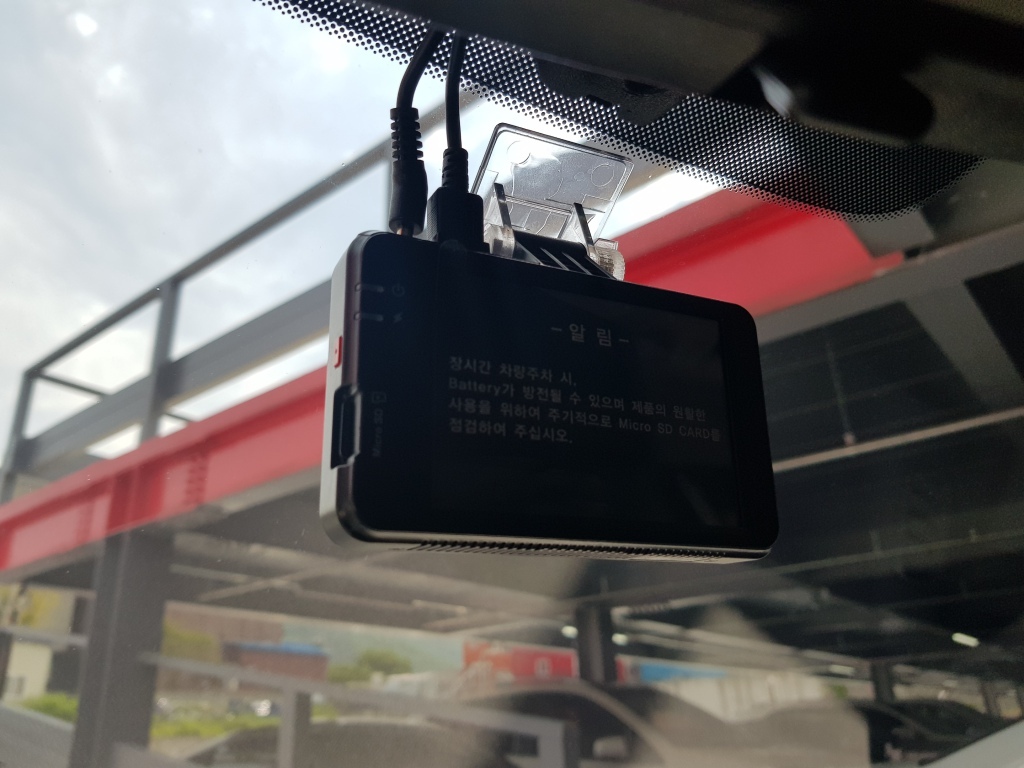 - 알 림 -
장시간 차량주차 시,
Battery가 방전될 수 있으며 제품의 원활한
사용을 위하여 주기적으로 Micro SD CARD를
점검하여 주십시오.
Micro SD